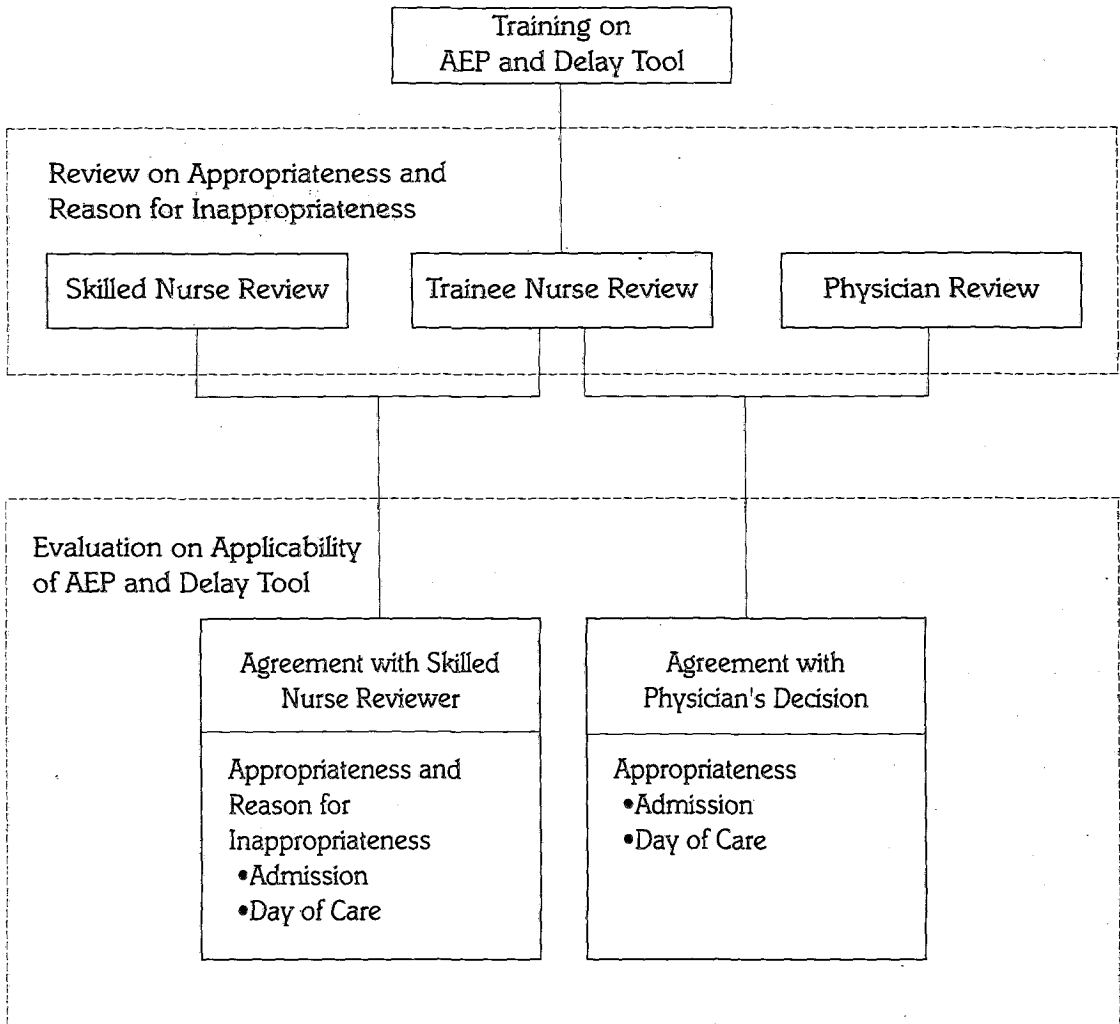 Training on
AEP and Delay Tool
Review on Appropriateness and
Reason for Inappropriateness
Skilled Nurse Review
Trainee Nurse Review
Physician Review
Evaluation on Applicability
of AEP and Delay Tool
Agreement with Skilled
Nurse Reviewer
Appropriateness and
Reason for
Inappropriateness
•Admission
•Day of Care
Agreement with
Physician's Decision
Appropriateness
•Admission
•Day of Care